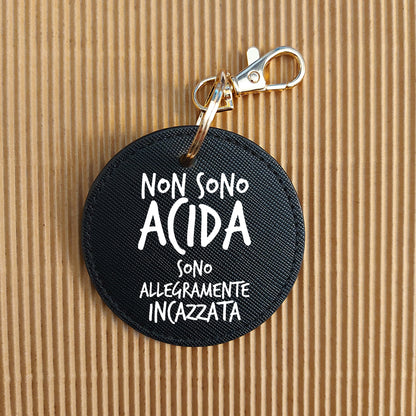 NON SONO
ACIDA
SONO
ALLEGRAMENTE
INCAZZATA